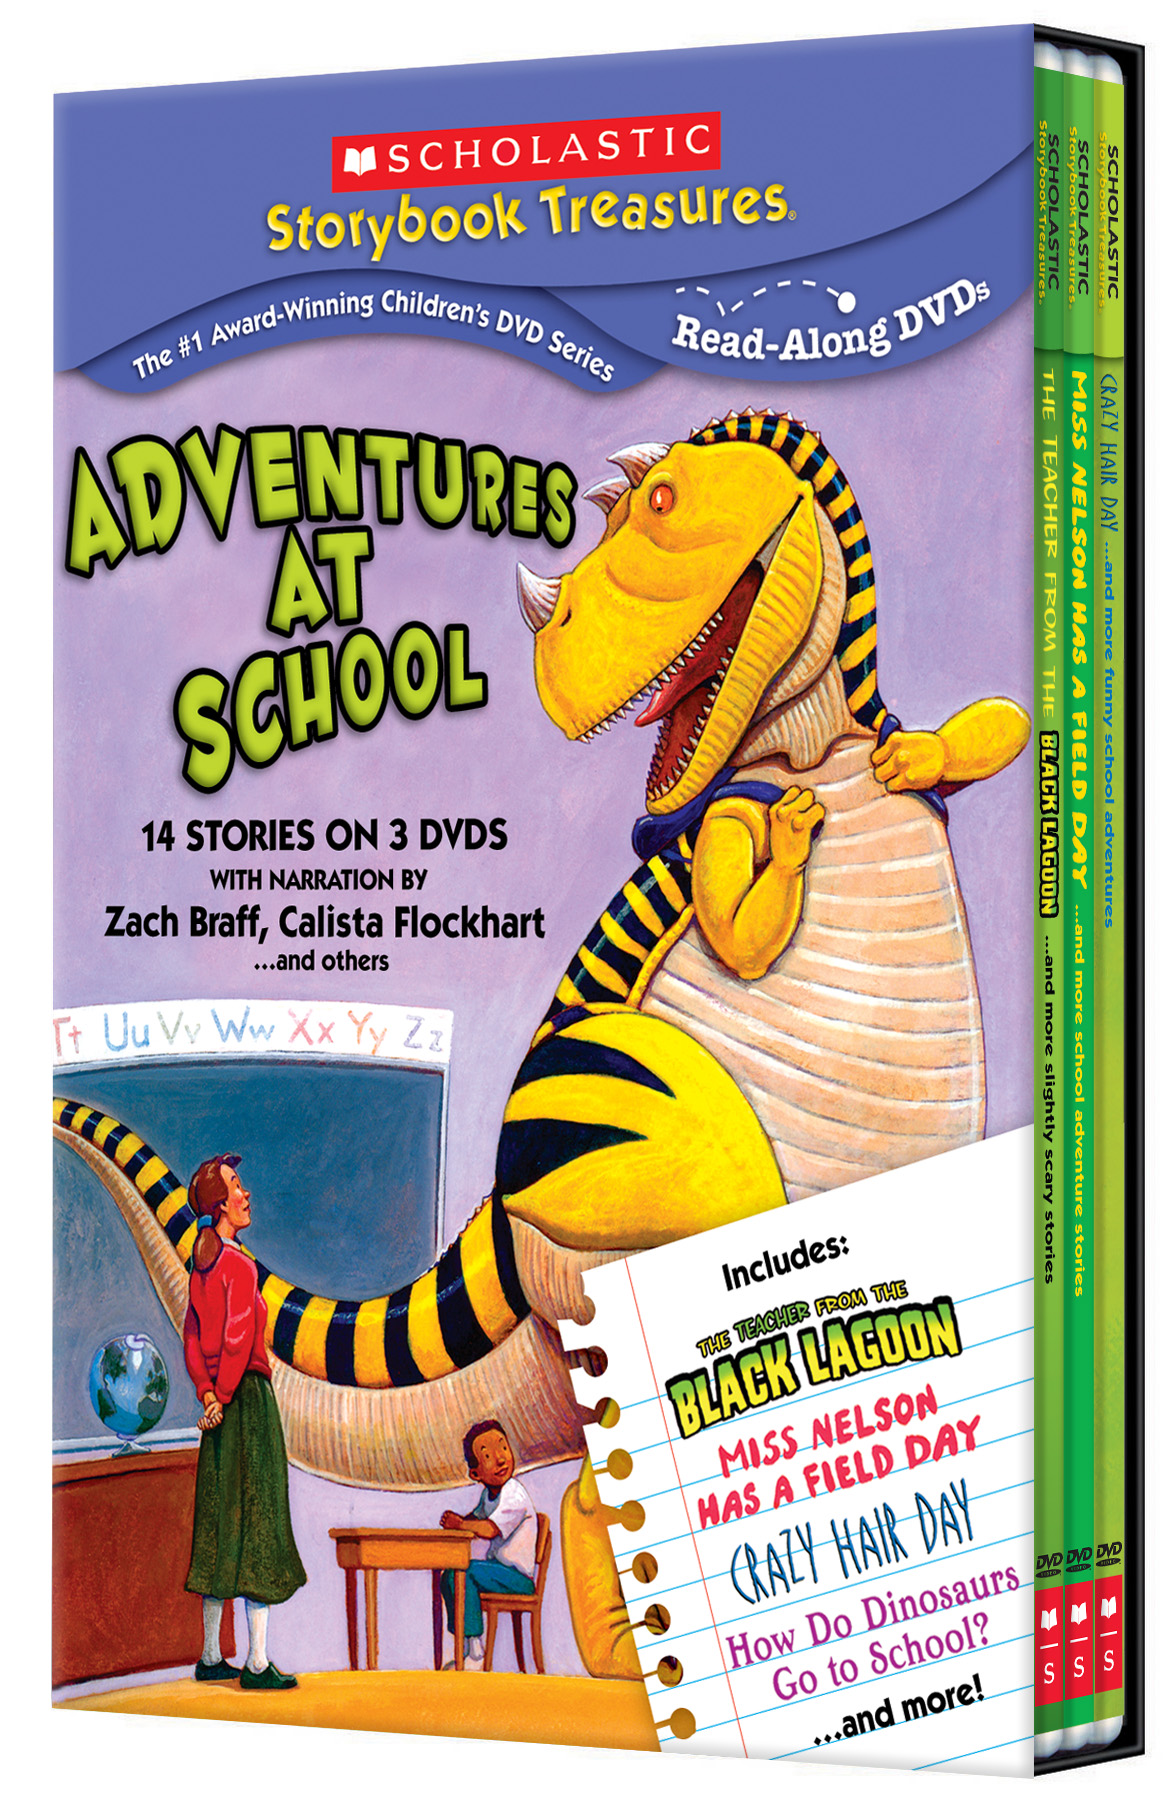 SCHOLASTIC
Storybook Treasures®
The #1 Award-Winning Children's DVD Series
Read-Along DVDs
ADVENTURES
AT
SCHOOL
14 STORIES ON 3 DVDS
WITH NARRATION BY
Zach Braff, Calista Flockhart
...and others
Tt Uu Vv Ww Xx Yy Zz
Includes:
THE TEACHER FROM THE
BLACK LAGOON
MISS NELSON
HAS A FIELD DAY
CRAZY HAIR DAY
How Do Dinosaurs
Go to School?
...and more!
SCHOLASTIC
Storybook Treasures®
THE TEACHER FROM THE BLACK LAGOON ...and more slightly scary stories
DVD
VIDEO
S
SCHOLASTIC
Storybook Treasures®
MISS NELSON HAS A FIELD DAY ...and more school adventure stories
DVD
VIDEO
S
SCHOLASTIC
Storybook Treasures®
CRAZY HAIR DAY ...and more funny school adventures
DVD
VIDEO
S